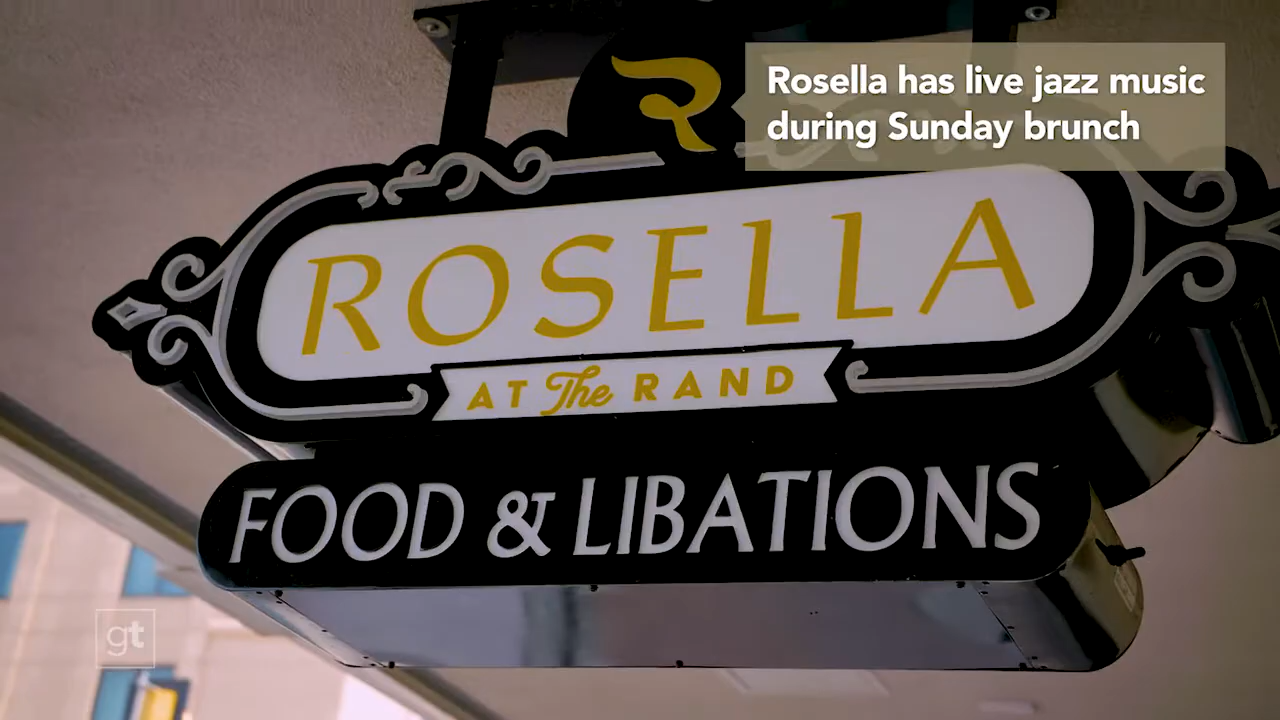 R
Rosella has live jazz music
during Sunday brunch
ROSELLA
AT The RAND
FOOD & LIBATIONS
gt